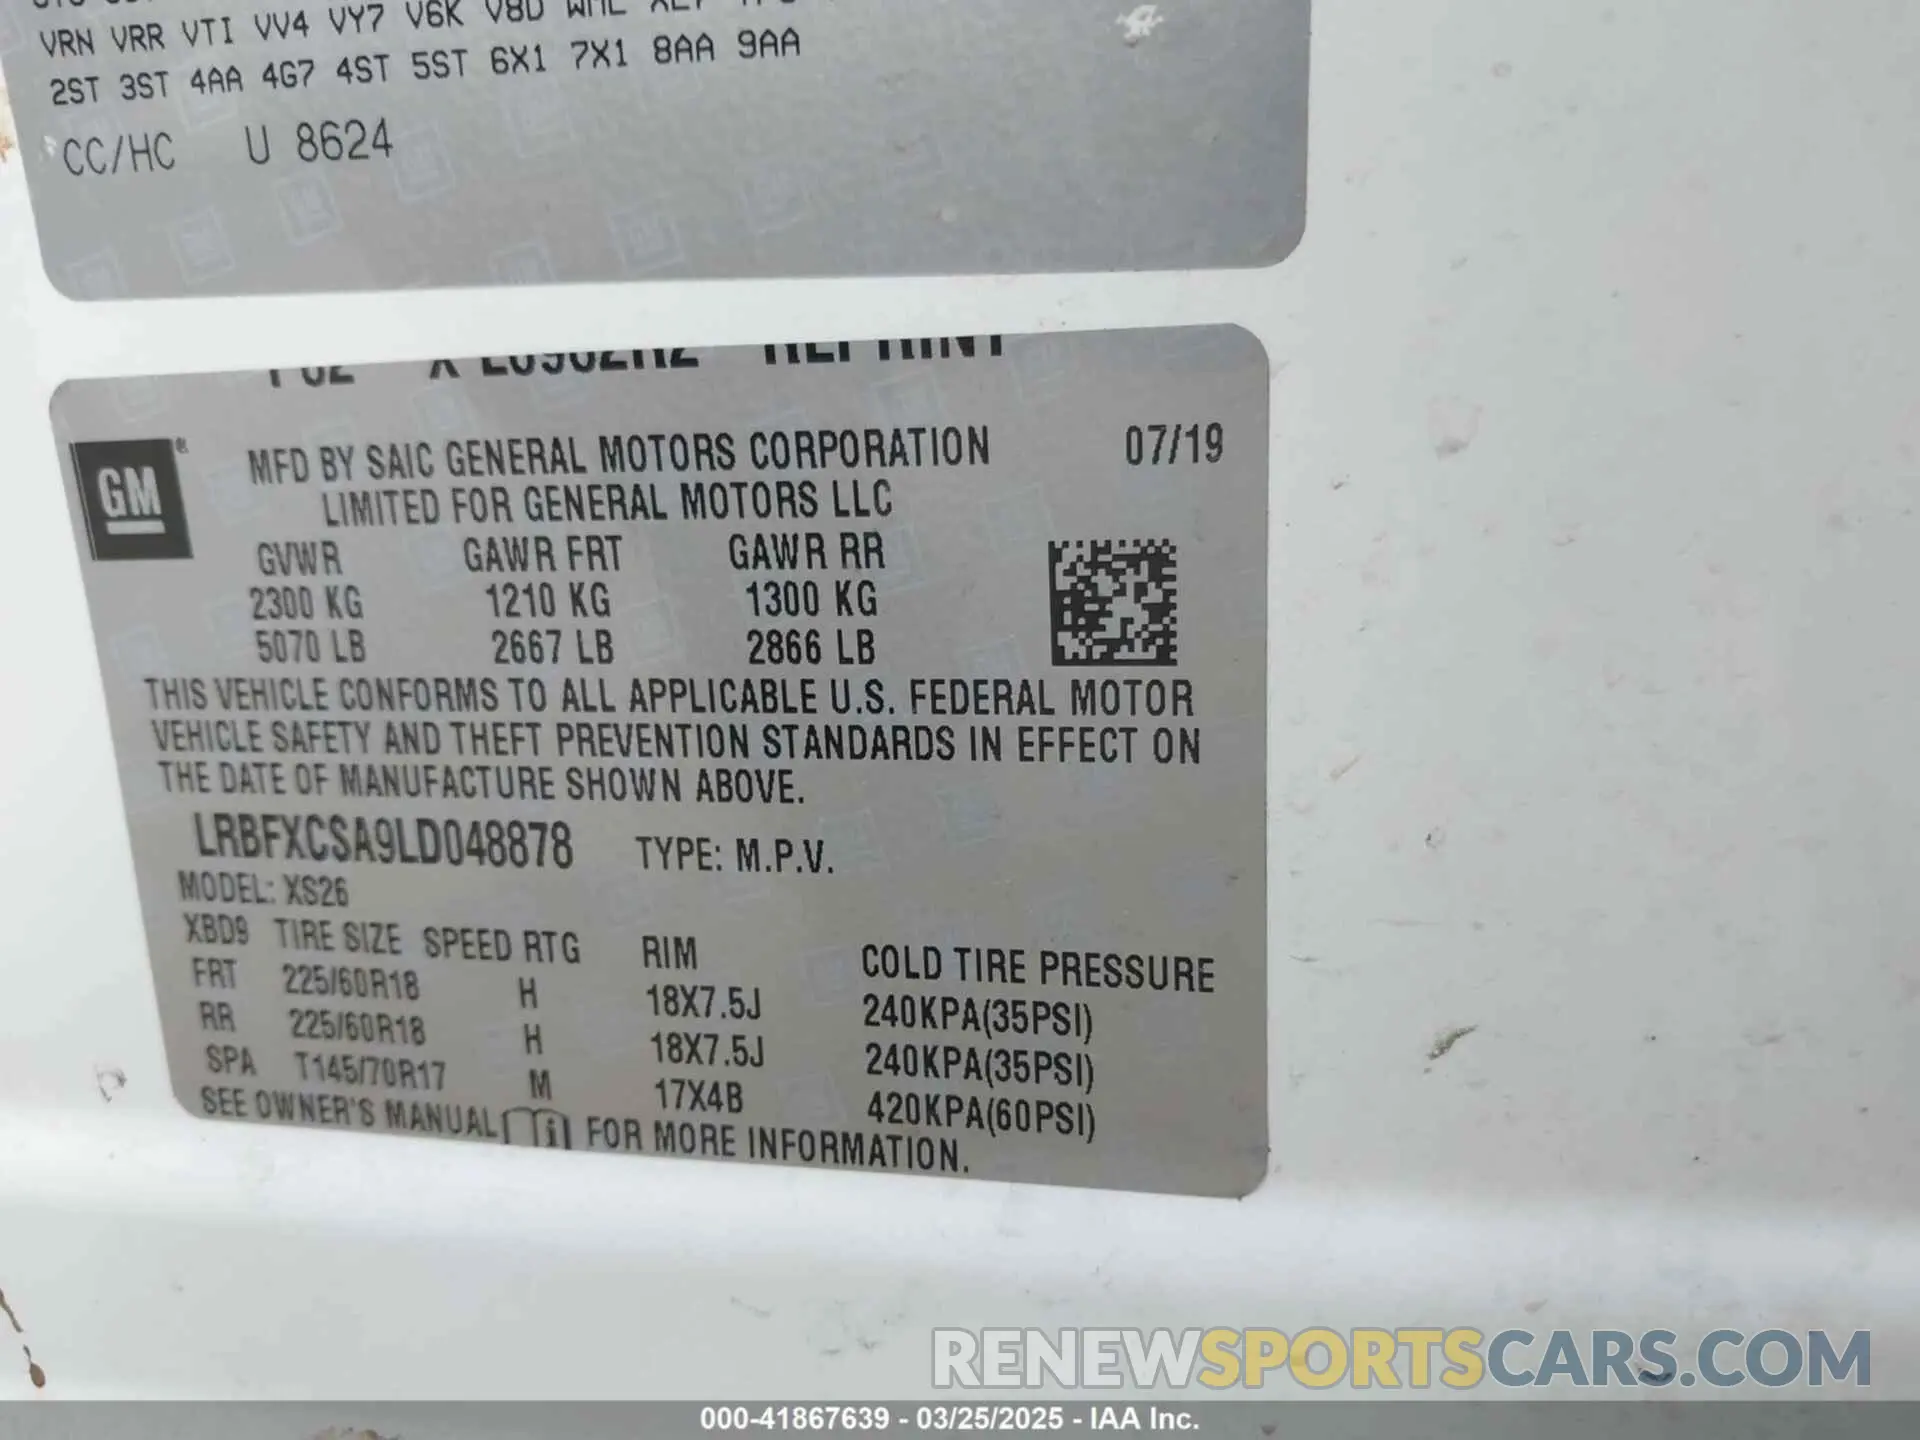 VRN VRR VTI VV4 VY7 V6K V8D
2ST 3ST 4AA 4G7 4ST 5ST 6X1 7X1 8AA 9AA
CC/HC U 8624
REPRINT
GM ®
MFD BY SAIC GENERAL MOTORS CORPORATION 07/19
LIMITED FOR GENERAL MOTORS LLC
GVWR GAWR FRT GAWR RR
2300 KG 1210 KG 1300 KG
5070 LB 2667 LB 2866 LB
THIS VEHICLE CONFORMS TO ALL APPLICABLE U.S. FEDERAL MOTOR
VEHICLE SAFETY AND THEFT PREVENTION STANDARDS IN EFFECT ON
THE DATE OF MANUFACTURE SHOWN ABOVE.
LRBFXCSA9LD048878 TYPE: M.P.V.
MODEL: XS26
XBD9 TIRE SIZE SPEED RTG RIM COLD TIRE PRESSURE
FRT 225/60R18 H 18X7.5J 240KPA(35PSI)
RR 225/60R18 H 18X7.5J 240KPA(35PSI)
SPA T145/70R17 M 17X4B 420KPA(60PSI)
SEE OWNER'S MANUAL i FOR MORE INFORMATION.
RENEWSPORTSCARS.COM
000-41867639 - 03/25/2025 - IAA Inc.